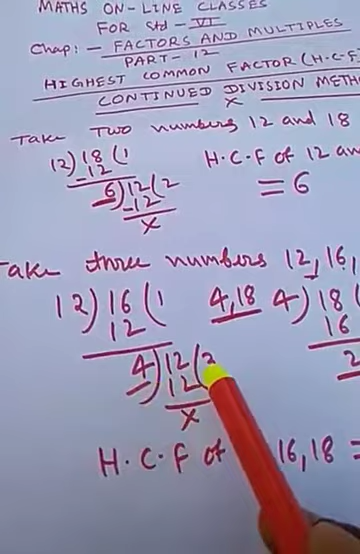 MATHS ON-LINE CLASSES
FOR Std - VI
Chap: - FACTORS AND MULTIPLES
PART- 12
HIGHEST COMMON FACTOR (H.C.F
CONTINUED DIVISION METH
x
Take Two numbers 12 and 18
12)18(1 H.C.F of 12 an
-12 = 6
6)12(2
-12
x
Take three numbers 12, 16,
12)16(1 4,18 4)18(
12 16
4)12( 2
12
x
H.C.F of 16,18 =